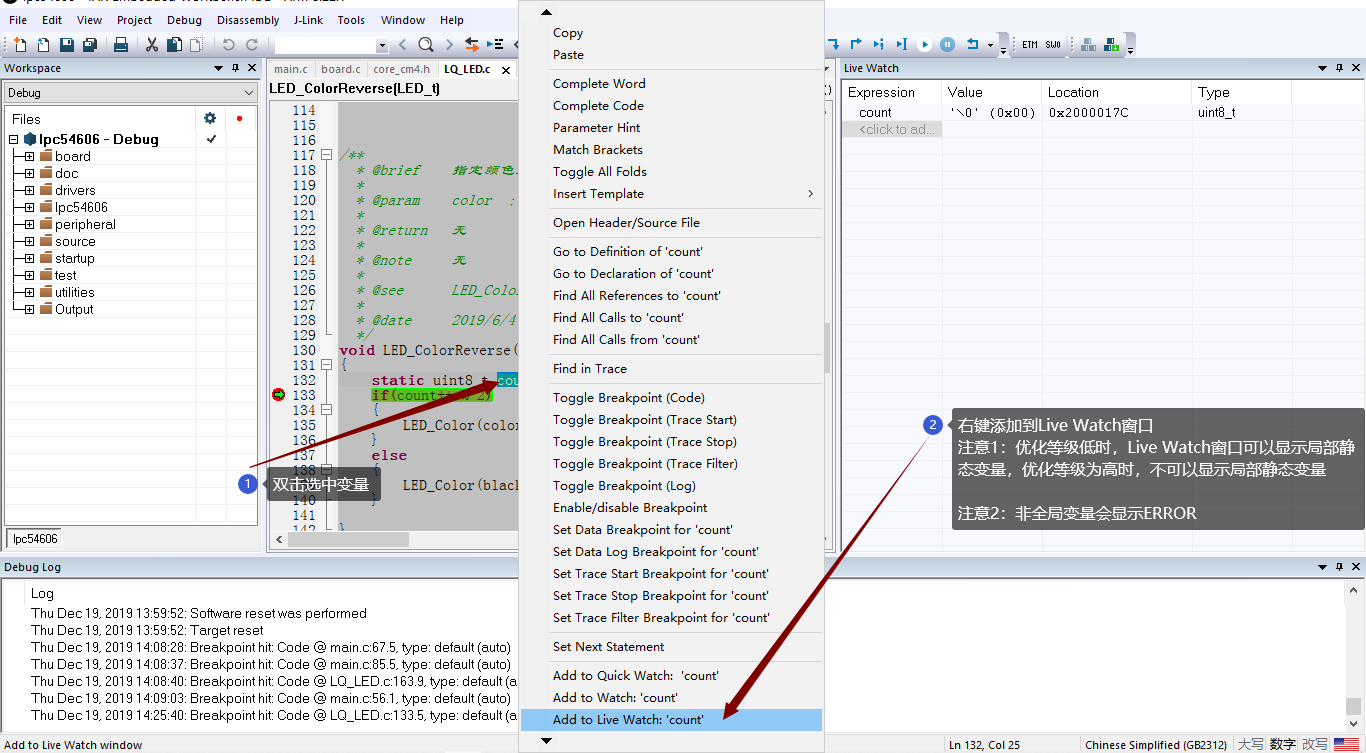 File Edit View Project Debug Disassembly J-Link Tools Window Help
ETM SWO
Workspace
Debug
Files
lpc54606 - Debug
board
doc
drivers
lpc54606
peripheral
source
startup
test
utilities
Output
lpc54606
main.c board.c core_cm4.h LQ_LED.c
LED_ColorReverse(LED_t)
114
115
116
117 /**
118 * @brief 指定颜色
119 *
120 * @param color :
121 *
122 * @return 无
123 *
124 * @note 无
125 *
126 * @see LED_Colo
127 *
128 * @date 2019/6/4
129 */
130 void LED_ColorReverse(
131 {
132 static uint8_t cou
133 if(count++ % 2)
134 {
135 LED_Color(color
136 }
137 else
138 {
LED_Color(black
140 }
141
142 }
1 双击选中变量
Copy
Paste
Complete Word
Complete Code
Parameter Hint
Match Brackets
Toggle All Folds
Insert Template
Open Header/Source File
Go to Definition of 'count'
Go to Declaration of 'count'
Find All References to 'count'
Find All Calls to 'count'
Find All Calls from 'count'
Find in Trace
Toggle Breakpoint (Code)
Toggle Breakpoint (Trace Start)
Toggle Breakpoint (Trace Stop)
Toggle Breakpoint (Trace Filter)
Toggle Breakpoint (Log)
Enable/disable Breakpoint
Set Data Breakpoint for 'count'
Set Data Log Breakpoint for 'count'
Set Trace Start Breakpoint for 'count'
Set Trace Stop Breakpoint for 'count'
Set Trace Filter Breakpoint for 'count'
Set Next Statement
Add to Quick Watch: 'count'
Add to Watch: 'count'
Add to Live Watch: 'count'
Live Watch
Expression Value Location Type
count '\0' (0x00) 0x2000017C uint8_t
<click to ad...
2 右键添加到Live Watch窗口
注意1：优化等级低时，Live Watch窗口可以显示局部静
态变量，优化等级为高时，不可以显示局部静态变量
注意2：非全局变量会显示ERROR
Debug Log
Log
Thu Dec 19, 2019 13:59:52: Software reset was performed
Thu Dec 19, 2019 13:59:52: Target reset
Thu Dec 19, 2019 14:08:28: Breakpoint hit: Code @ main.c:67.5, type: default (auto)
Thu Dec 19, 2019 14:08:37: Breakpoint hit: Code @ main.c:85.5, type: default (auto)
Thu Dec 19, 2019 14:08:40: Breakpoint hit: Code @ LQ_LED.c:163.9, type: default (a
Thu Dec 19, 2019 14:09:03: Breakpoint hit: Code @ main.c:56.1, type: default (auto)
Thu Dec 19, 2019 14:25:40: Breakpoint hit: Code @ LQ_LED.c:133.5, type: default (a
Add to Live Watch window
Ln 132, Col 25 Chinese Simplified (GB2312) 大写 数字 改写